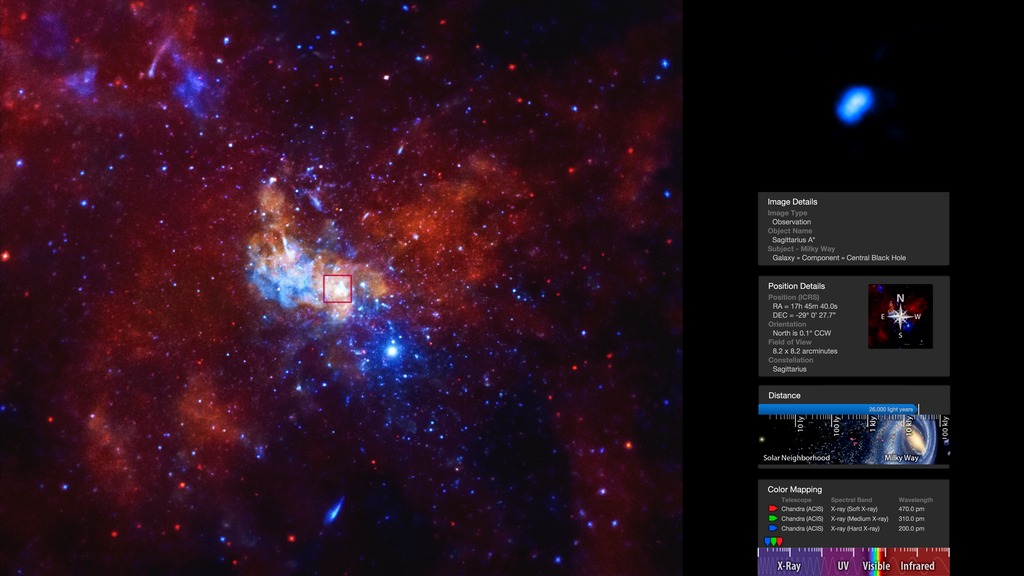 Image Details
Image Type
Observation
Object Name
Sagittarius A*
Subject - Milky Way
Galaxy » Component » Central Black Hole
Position Details
Position (ICRS)
RA = 17h 45m 40.0s
DEC = -29° 0' 27.7"
Orientation
North is 0.1° CCW
Field of View
8.2 x 8.2 arcminutes
Constellation
Sagittarius
N
E W
S
Distance
26,000 light years
10 ly 100 ly 1 kly 10 kly 100 kly
Solar Neighborhood Milky Way
Color Mapping
Telescope Spectral Band Wavelength
Chandra (ACIS) X-ray (Soft X-ray) 470.0 pm
Chandra (ACIS) X-ray (Medium X-ray) 310.0 pm
Chandra (ACIS) X-ray (Hard X-ray) 200.0 pm
X-Ray UV Visible Infrared